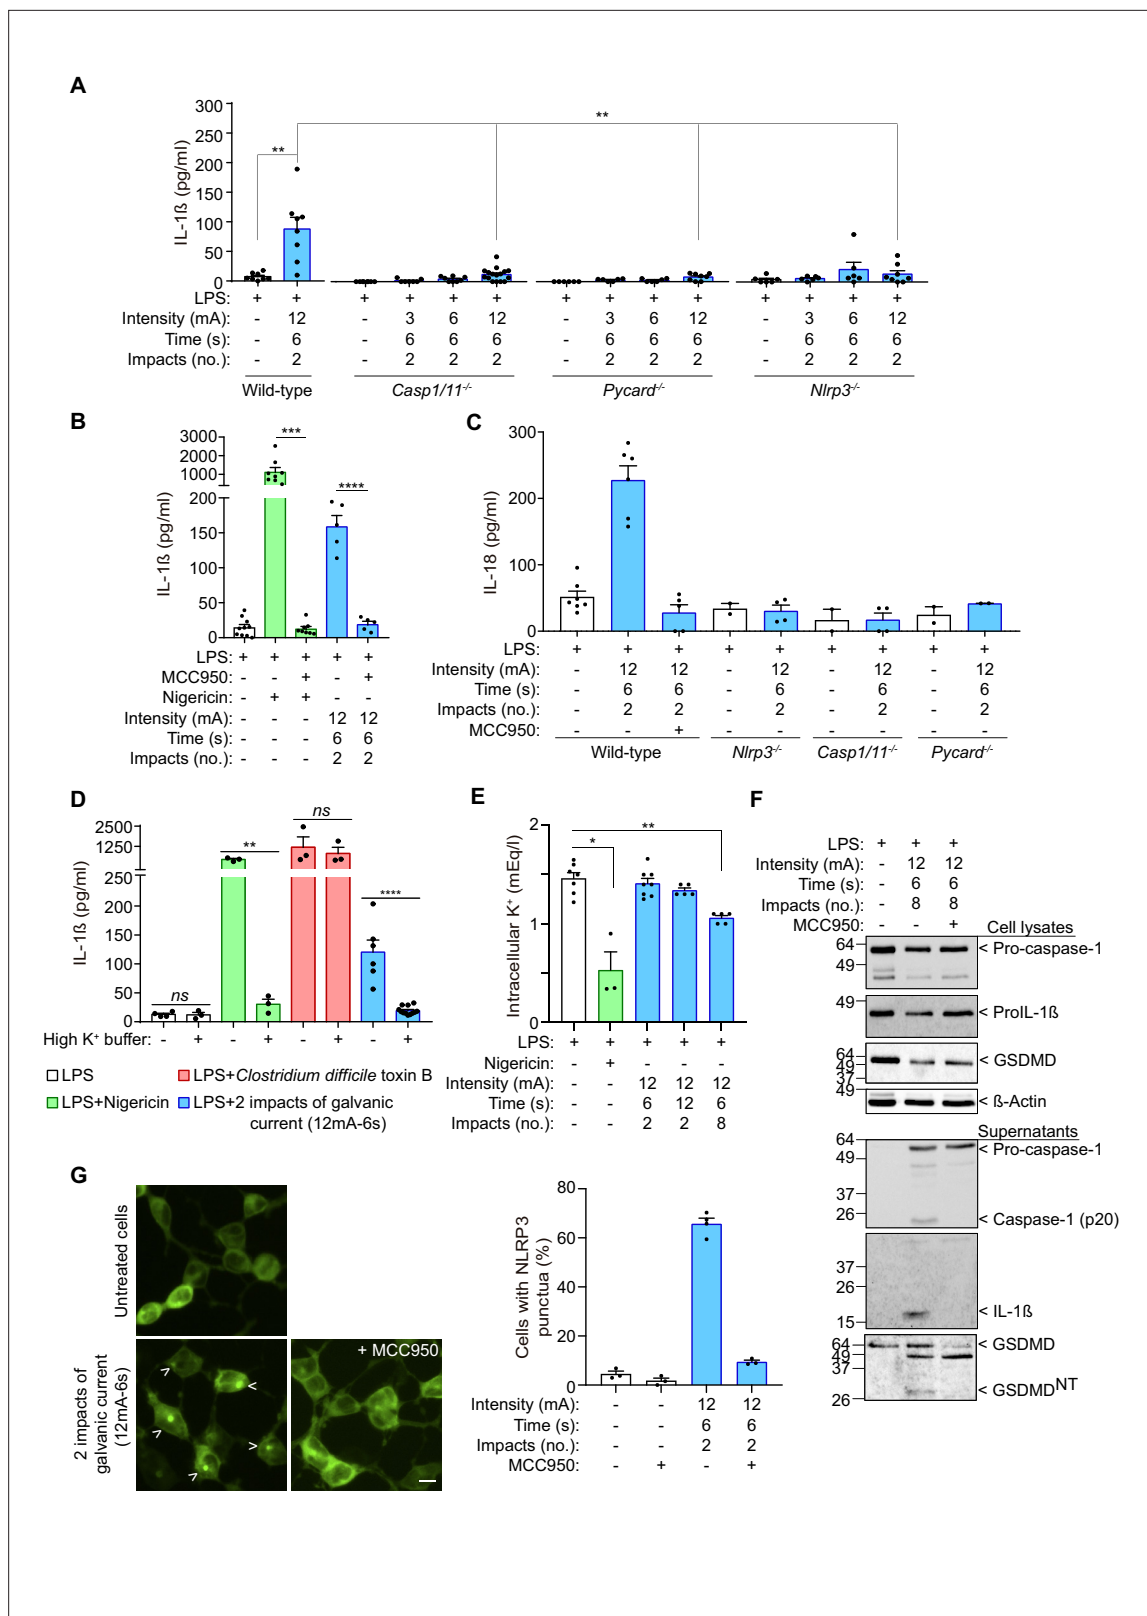 A
300
250
200
150
100
50
0
IL-1ß (pg/ml)
**
**
LPS: + + + + + + + + + + + + + +
Intensity (mA): - 12 - 3 6 12 - 3 6 12 - 3 6 12
Time (s): - 6 - 6 6 6 - 6 6 6 - 6 6 6
Impacts (no.): - 2 - 2 2 2 - 2 2 2 - 2 2 2
Wild-type Casp1/11-/- Pycard-/- Nlrp3-/-
B
3000
2000
1000
200
150
100
50
0
IL-1ß (pg/ml)
***
****
LPS: + + + + +
MCC950: - - + - +
Nigericin: - + + - -
Intensity (mA): - - - 12 12
Time (s): - - - 6 6
Impacts (no.): - - - 2 2
C
300
200
100
0
IL-18 (pg/ml)
LPS: + + + + + + + + +
Intensity (mA): - 12 12 - 12 - 12 - 12
Time (s): - 6 6 - 6 - 6 - 6
Impacts (no.): - 2 2 - 2 - 2 - 2
MCC950: - - + - - - - - -
Wild-type Nlrp3-/- Casp1/11-/- Pycard-/-
D
2500
1250
200
150
100
50
0
IL-1ß (pg/ml)
ns
**
ns
****
High K+ buffer: - + - + - + - +
LPS
LPS+Clostridium difficile toxin B
LPS+Nigericin
LPS+2 impacts of galvanic
current (12mA-6s)
E
2
1
0
Intracellular K+ (mEq/l)
*
**
LPS: + + + + +
Nigericin: - + - - -
Intensity (mA): - - 12 12 12
Time (s): - - 6 12 6
Impacts (no.): - - 2 2 8
F
LPS: + + +
Intensity (mA): - 12 12
Time (s): - 6 6
Impacts (no.): - 8 8
MCC950: - - +
Cell lysates
64
49
< Pro-caspase-1
49
< ProIL-1ß
64
49
37
< GSDMD
49
37
< ß-Actin
Supernatants
64
49
37
26
< Pro-caspase-1
< Caspase-1 (p20)
37
26
15
< IL-1ß
64
49
37
26
< GSDMD
< GSDMDNT
G
Untreated cells
2 impacts of
galvanic current
(12mA-6s)
+ MCC950
80
60
40
20
0
Cells with NLRP3
punctua (%)
Intensity (mA): - - 12 12
Time (s): - - 6 6
Impacts (no.): - - 2 2
MCC950: - + - +